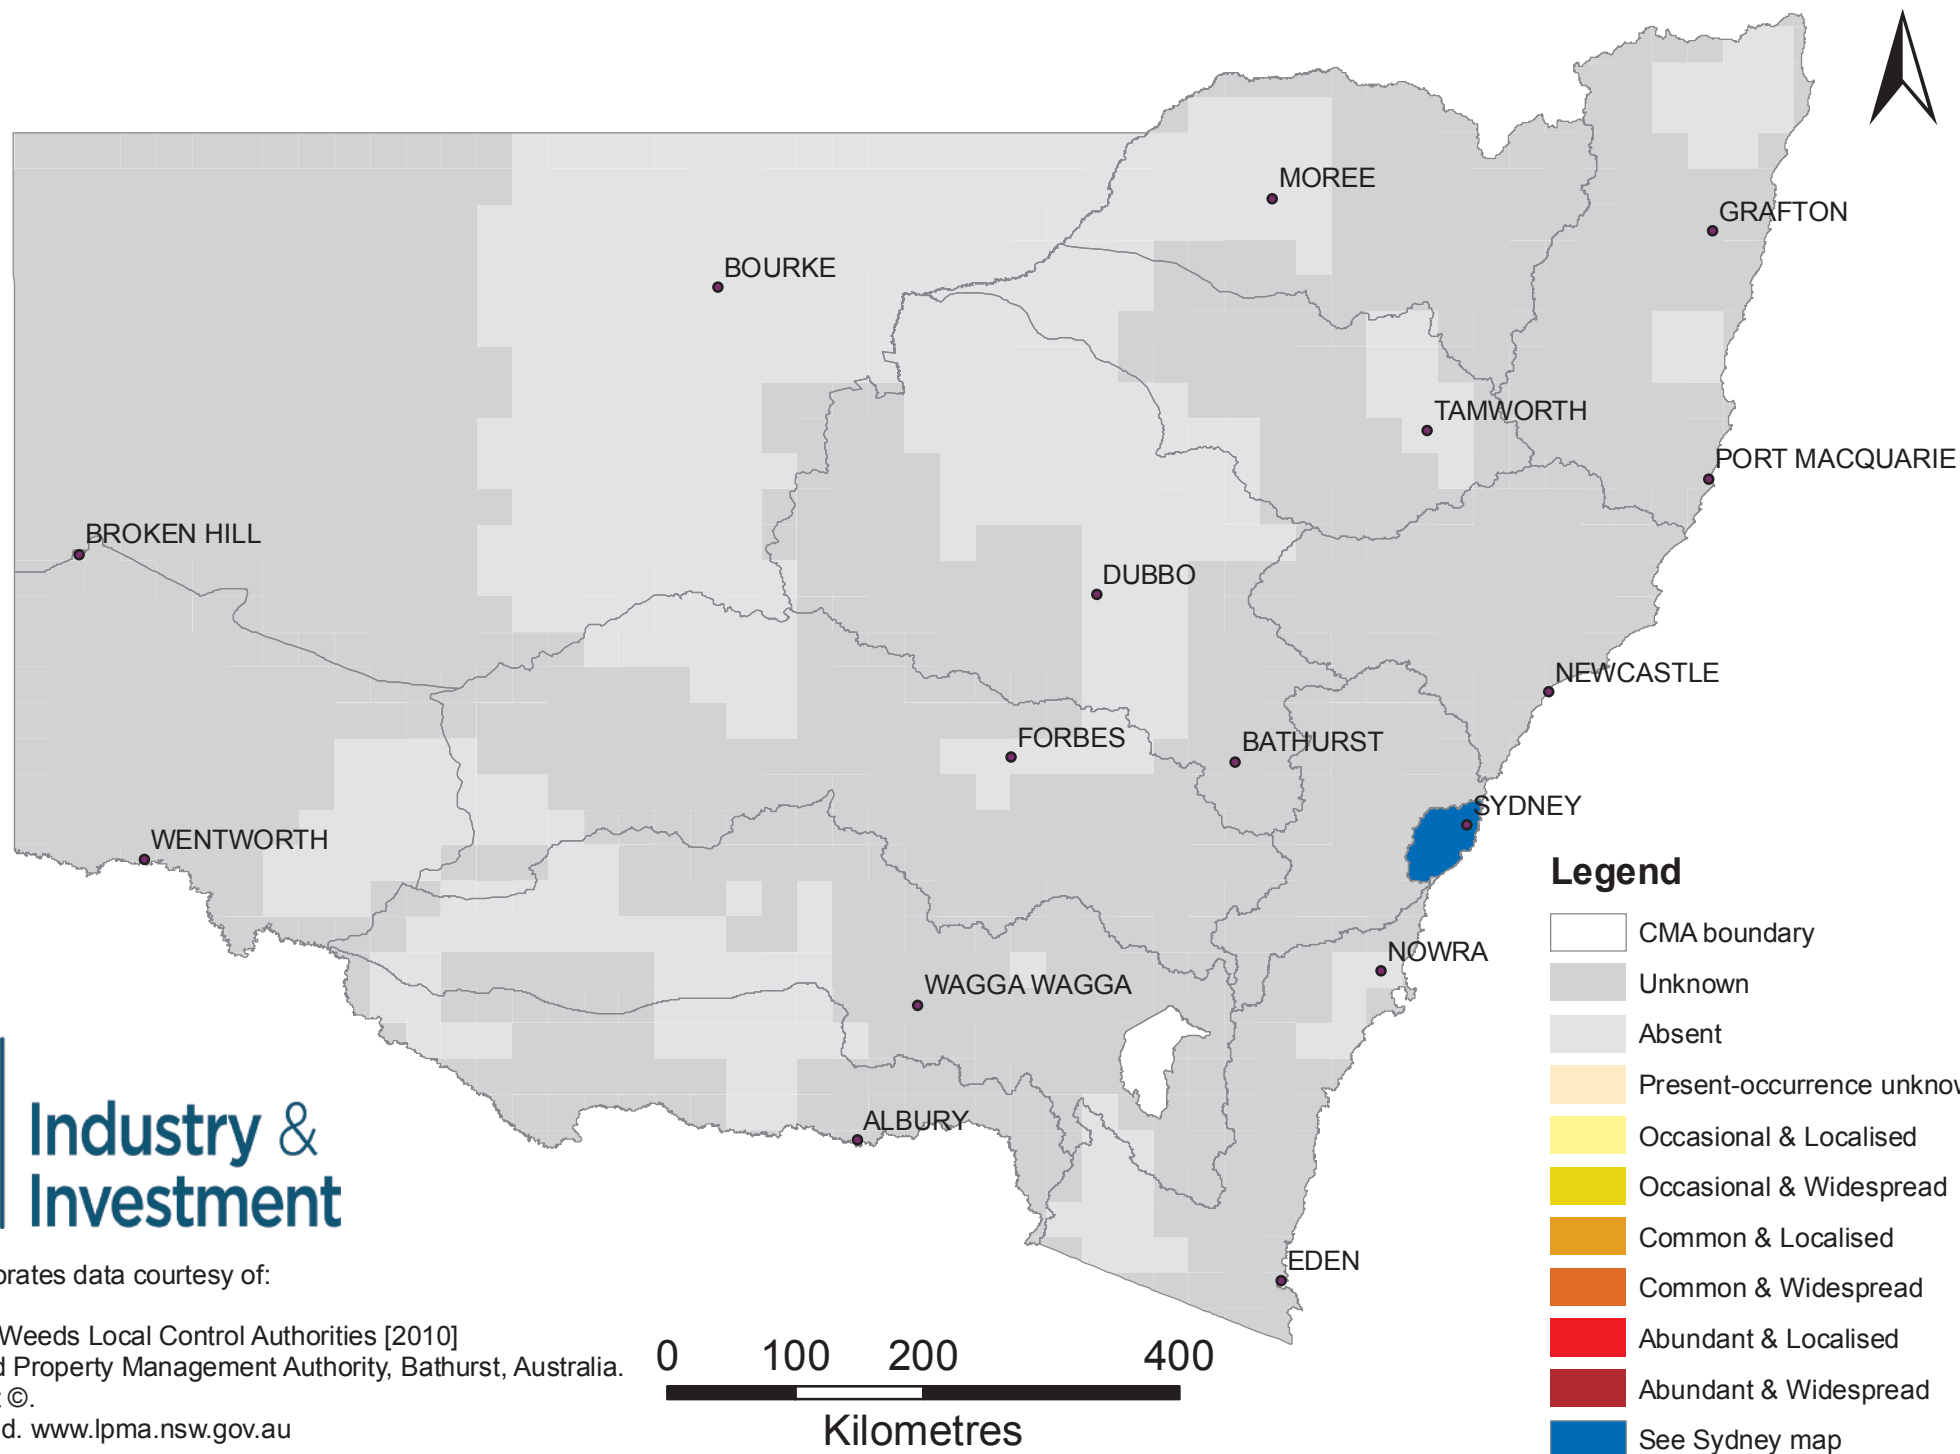 MOREE
GRAFTON
BOURKE
TAMWORTH
PORT MACQUARIE
BROKEN HILL
DUBBO
NEWCASTLE
FORBES
BATHURST
SYDNEY
WENTWORTH
NOWRA
WAGGA WAGGA
ALBURY
EDEN
Legend
CMA boundary
Unknown
Absent
Present-occurrence
Occasional & Localised
Occasional & Widespread
Common & Localised
Common & Widespread
Abundant & Localised
Abundant & Widespread
See Sydney map
Industry &
Investment
data courtesy of:
Weeds Local Control Authorities [2010]
Property Management Authority, Bathurst, Australia.
©.
www.lpma.nsw.gov.au
0 100 200 400
Kilometres